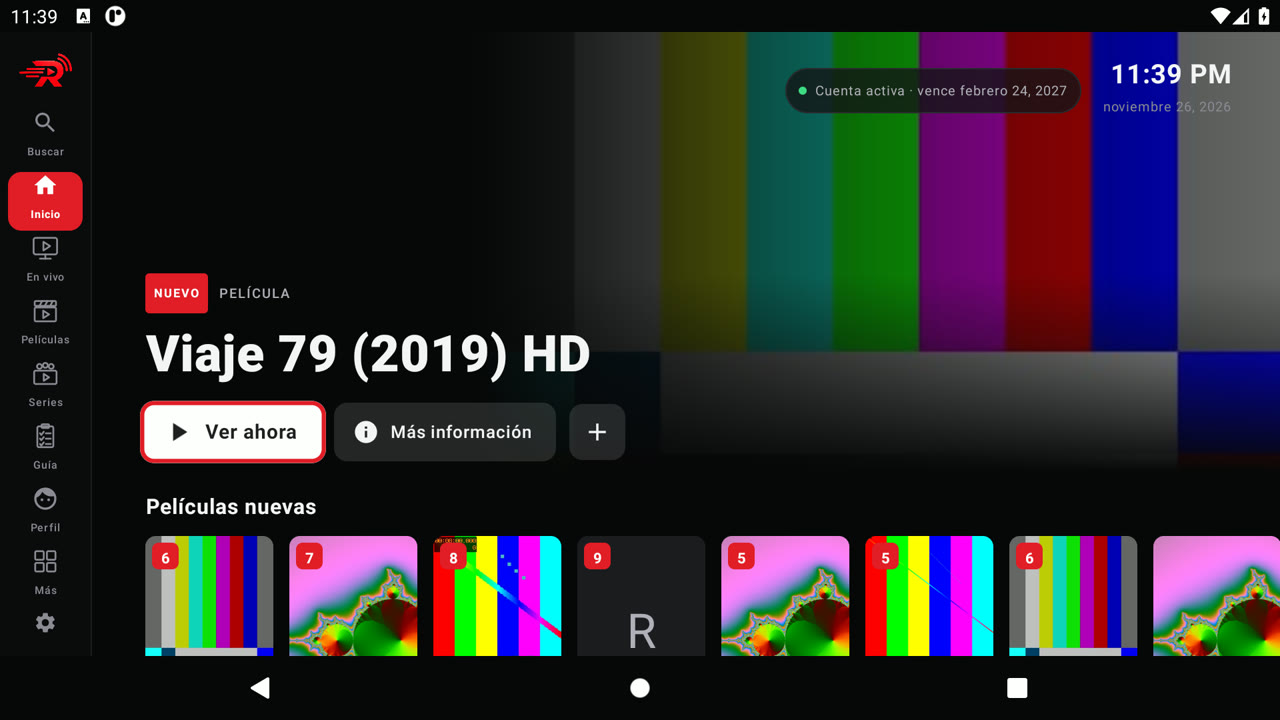 11:39
Buscar
Inicio
En vivo
Películas
Series
Guía
Perfil
Más
Cuenta activa · vence febrero 24, 2027
11:39 PM
noviembre 26, 2026
NUEVO PELÍCULA
Viaje 79 (2019) HD
Ver ahora
Más información
Películas nuevas
6
7
8
9
5
5
6
R